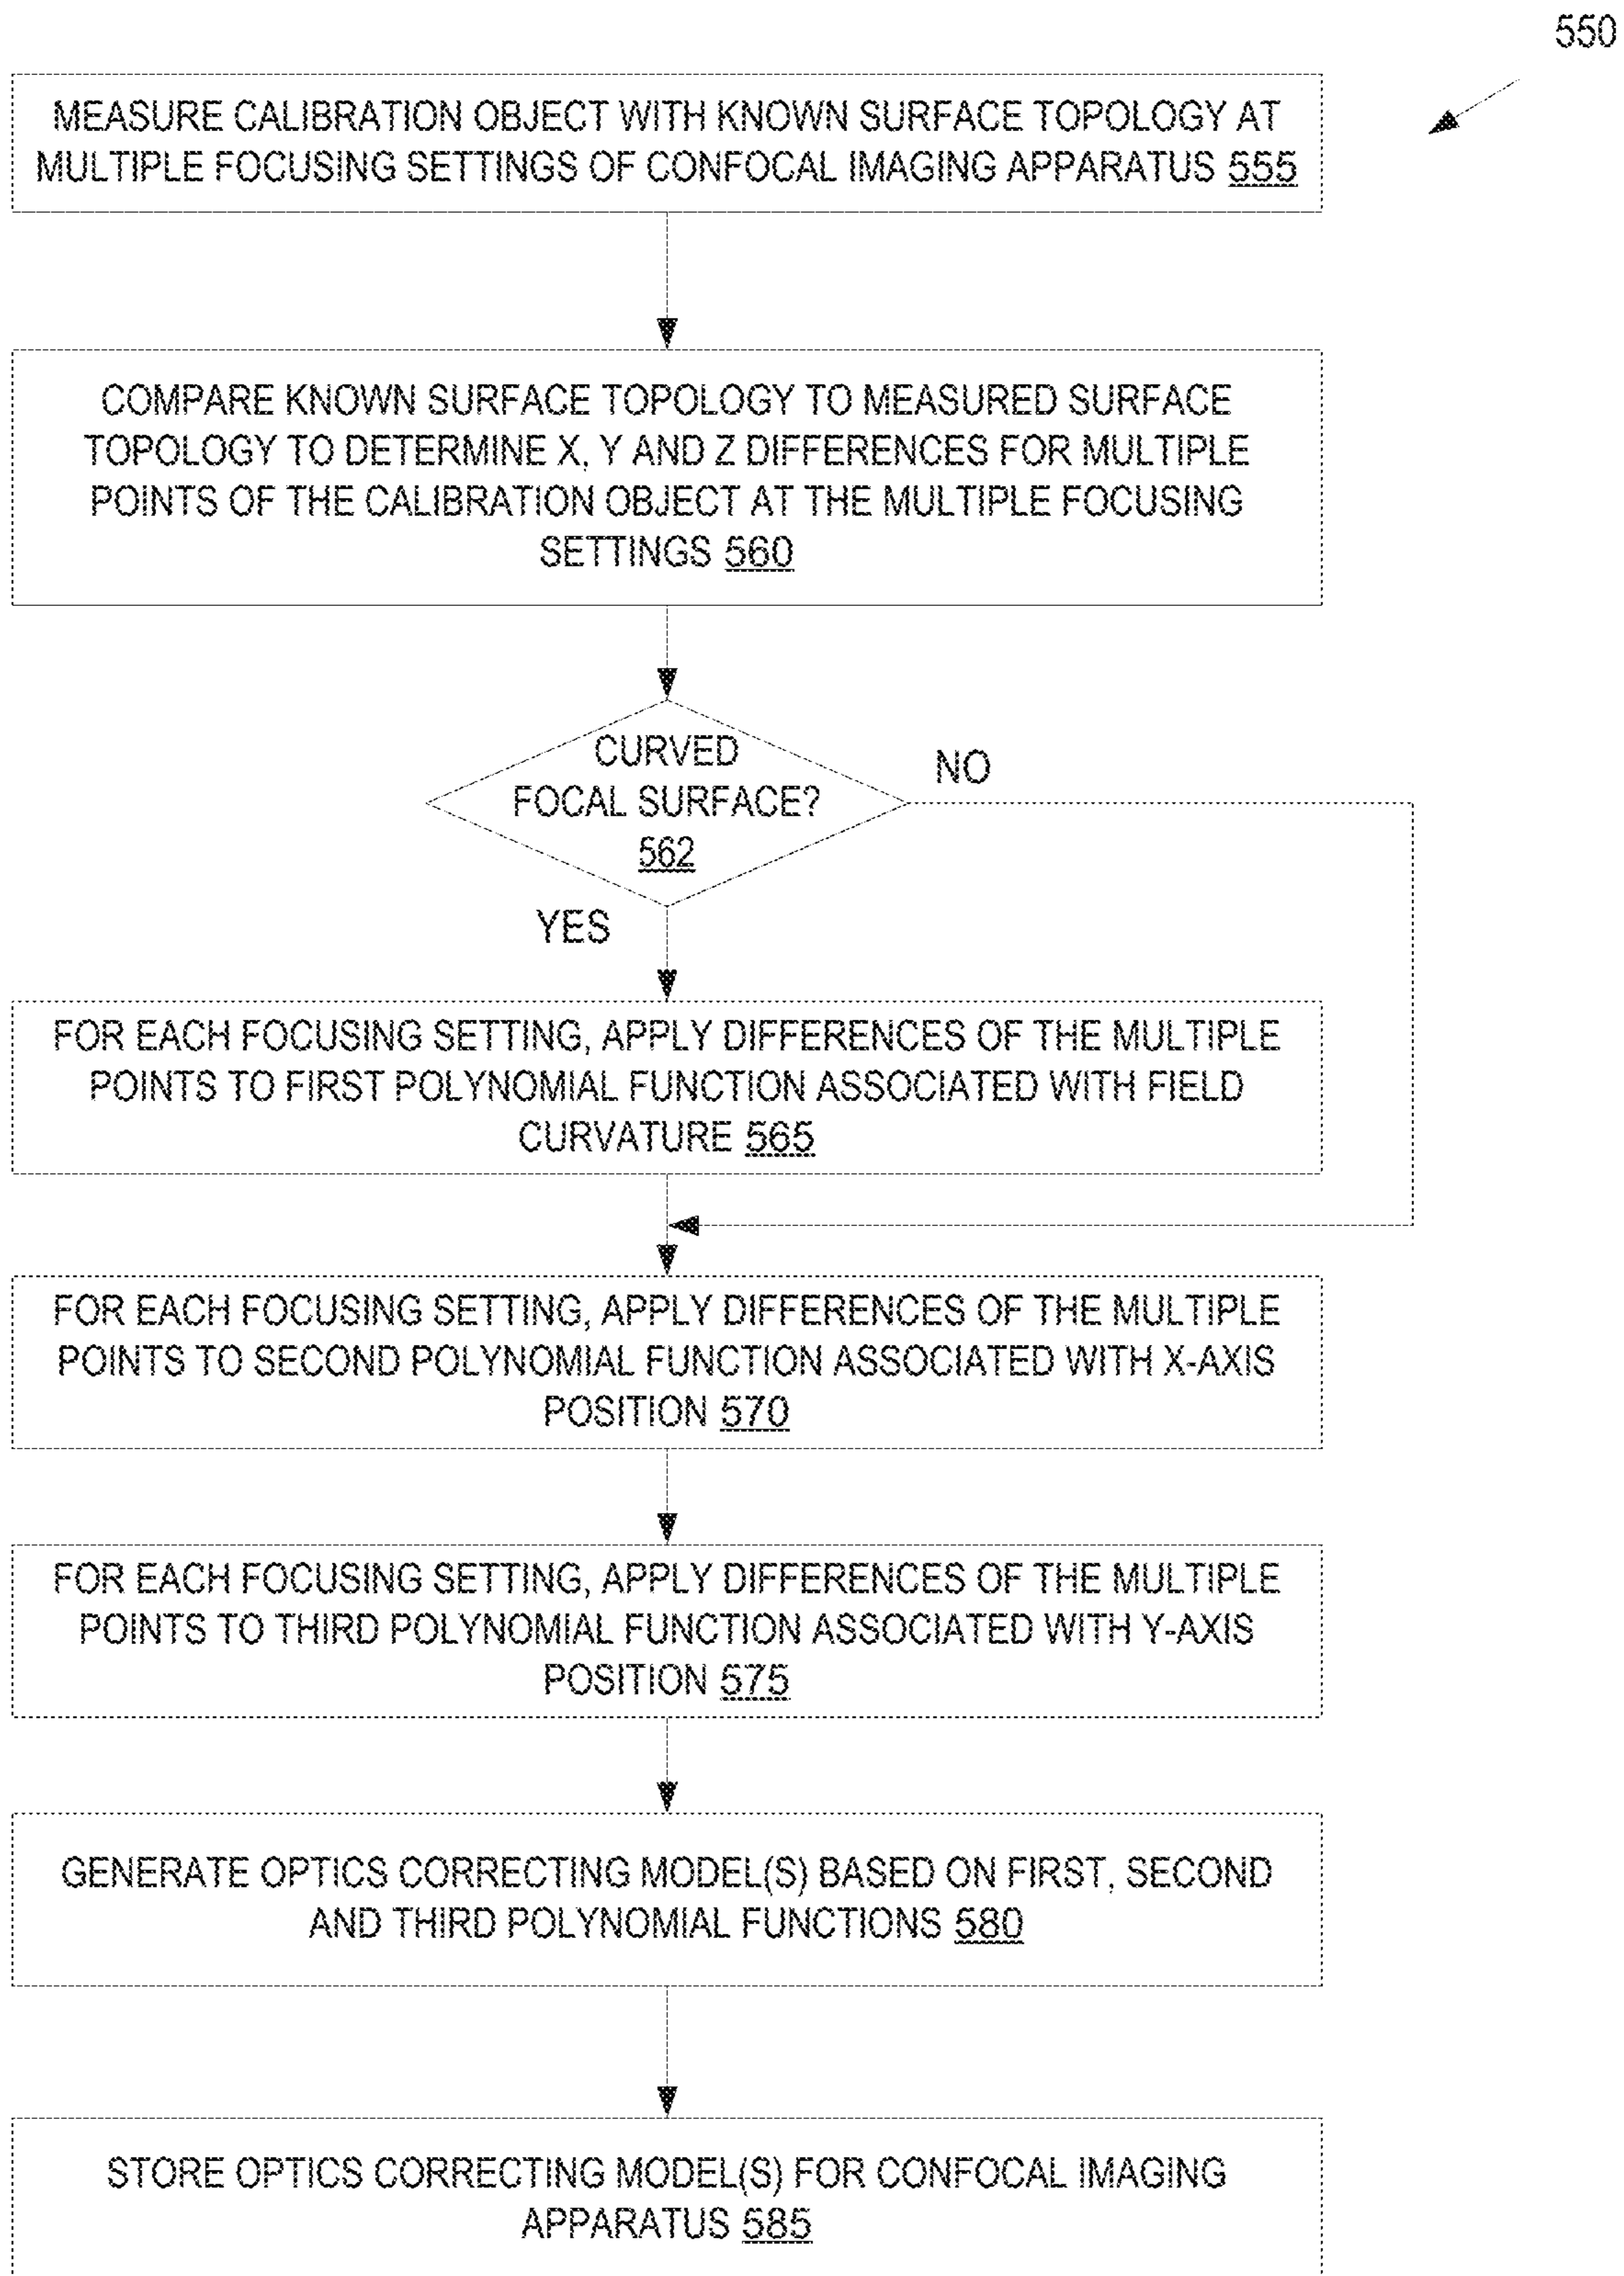 550
MEASURE CALIBRATION OBJECT WITH KNOWN SURFACE TOPOLOGY AT
MULTIPLE FOCUSING SETTINGS OF CONFOCAL IMAGING APPARATUS 555
COMPARE KNOWN SURFACE TOPOLOGY TO MEASURED SURFACE
TOPOLOGY TO DETERMINE X, Y AND Z DIFFERENCES FOR MULTIPLE
POINTS OF THE CALIBRATION OBJECT AT THE MULTIPLE FOCUSING
SETTINGS 560
CURVED
FOCAL SURFACE?
562
NO
YES
FOR EACH FOCUSING SETTING, APPLY DIFFERENCES OF THE MULTIPLE
POINTS TO FIRST POLYNOMIAL FUNCTION ASSOCIATED WITH FIELD
CURVATURE 565
FOR EACH FOCUSING SETTING, APPLY DIFFERENCES OF THE MULTIPLE
POINTS TO SECOND POLYNOMIAL FUNCTION ASSOCIATED WITH X-AXIS
POSITION 570
FOR EACH FOCUSING SETTING, APPLY DIFFERENCES OF THE MULTIPLE
POINTS TO THIRD POLYNOMIAL FUNCTION ASSOCIATED WITH Y-AXIS
POSITION 575
GENERATE OPTICS CORRECTING MODEL(S) BASED ON FIRST, SECOND
AND THIRD POLYNOMIAL FUNCTIONS 580
STORE OPTICS CORRECTING MODEL(S) FOR CONFOCAL IMAGING
APPARATUS 585